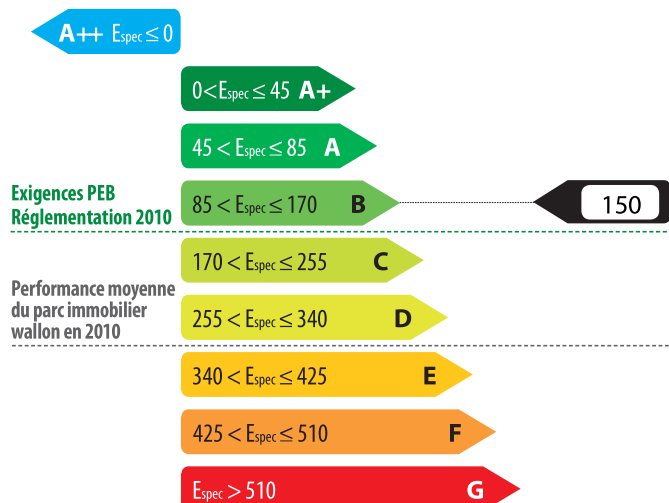 A++ Espec ≤ 0
0 < Espec ≤ 45 A+
45 < Espec ≤ 85 A
Exigences PEB
Réglementation 2010
85 < Espec ≤ 170 B
150
170 < Espec ≤ 255 C
Performance moyenne
du parc immobilier
wallon en 2010
255 < Espec ≤ 340 D
340 < Espec ≤ 425 E
425 < Espec ≤ 510 F
Espec > 510 G